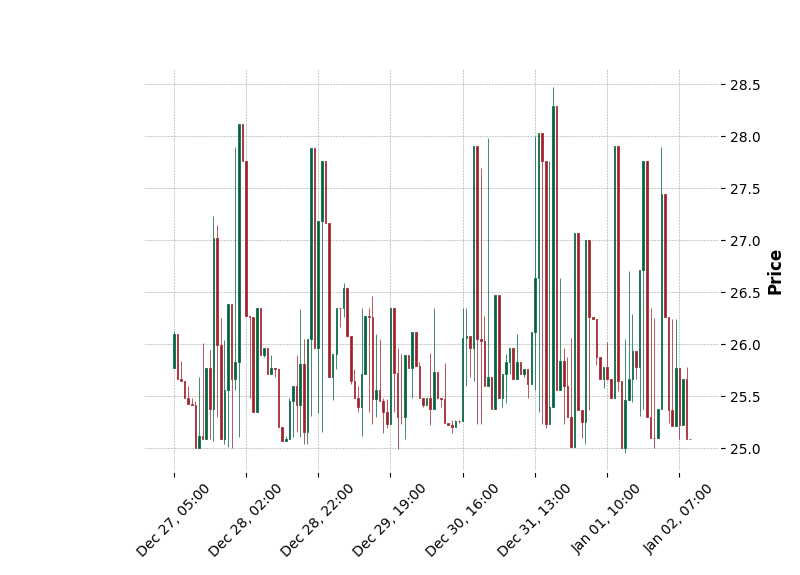 28.5
28.0
27.5
27.0
26.5
26.0
25.5
25.0
Price
Dec 27, 05:00
Dec 28, 02:00
Dec 28, 22:00
Dec 29, 19:00
Dec 30, 16:00
Dec 31, 13:00
Jan 01, 10:00
Jan 02, 07:00